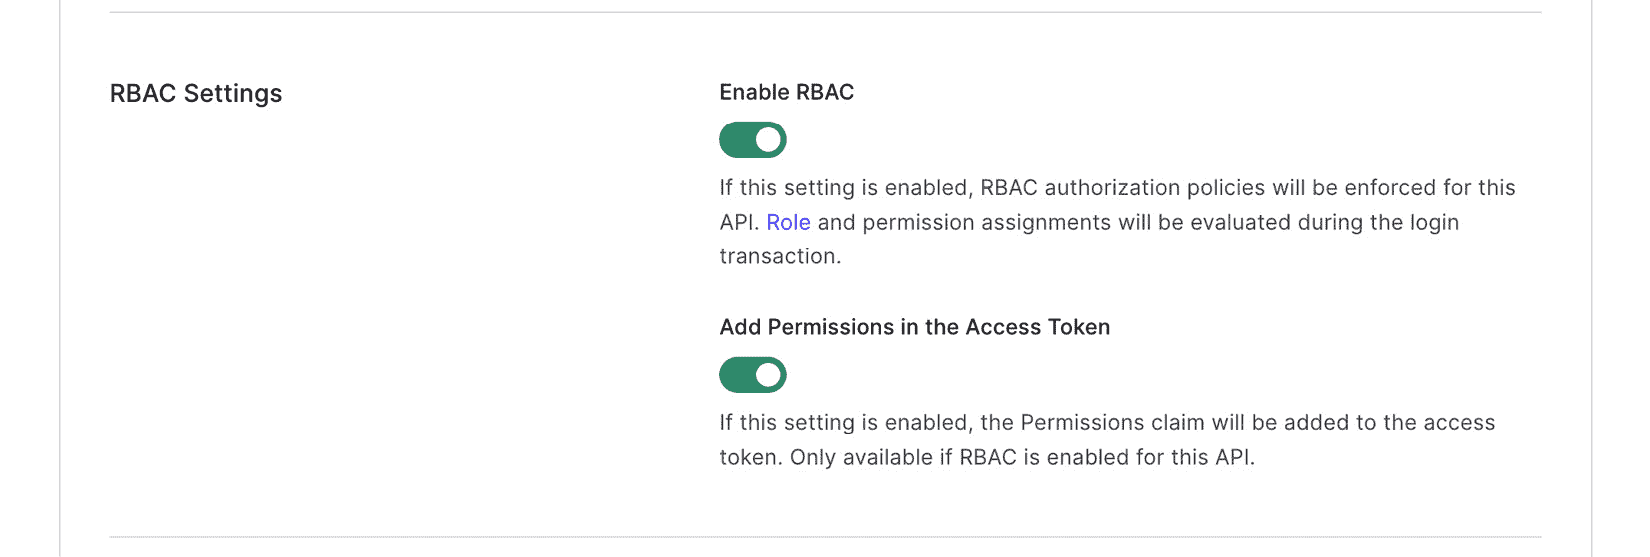 RBAC Settings
Enable RBAC
If this setting is enabled, RBAC authorization policies will be enforced for this
API. Role and permission assignments will be evaluated during the login
transaction.
Add Permissions in the Access Token
If this setting is enabled, the Permissions claim will be added to the access
token. Only available if RBAC is enabled for this API.